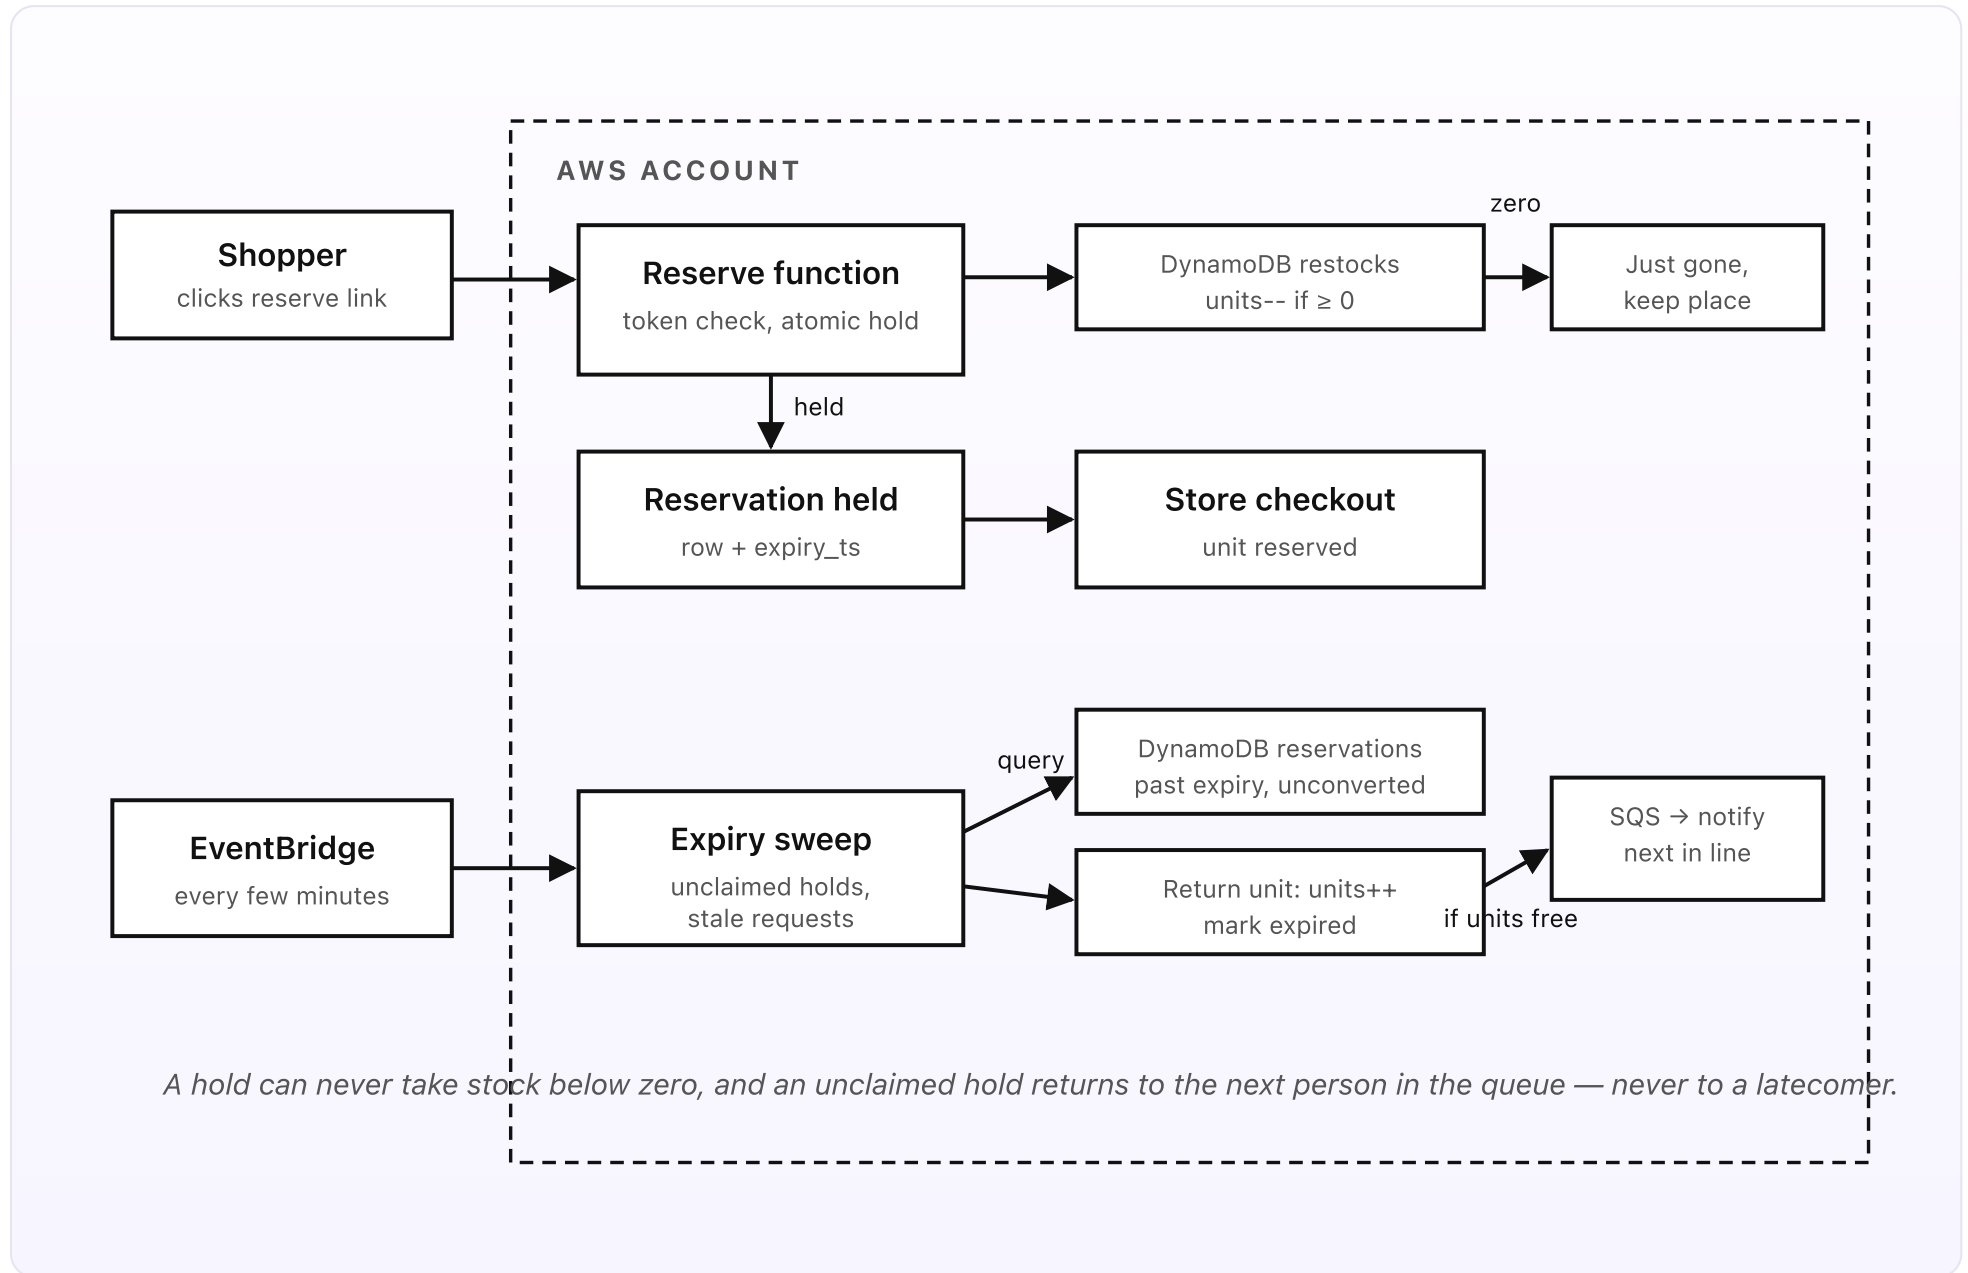 AWS ACCOUNT
Shopper
clicks reserve link
Reserve function
token check, atomic hold
DynamoDB restocks
units-- if ≥ 0
zero
Just gone,
keep place
held
Reservation held
row + expiry_ts
Store checkout
unit reserved
EventBridge
every few minutes
Expiry sweep
unclaimed holds,
stale requests
query
DynamoDB reservations
past expiry, unconverted
Return unit: units++
mark expired
if units free
SQS → notify
next in line
A hold can never take stock below zero, and an unclaimed hold returns to the next person in the queue — never to a latecomer.